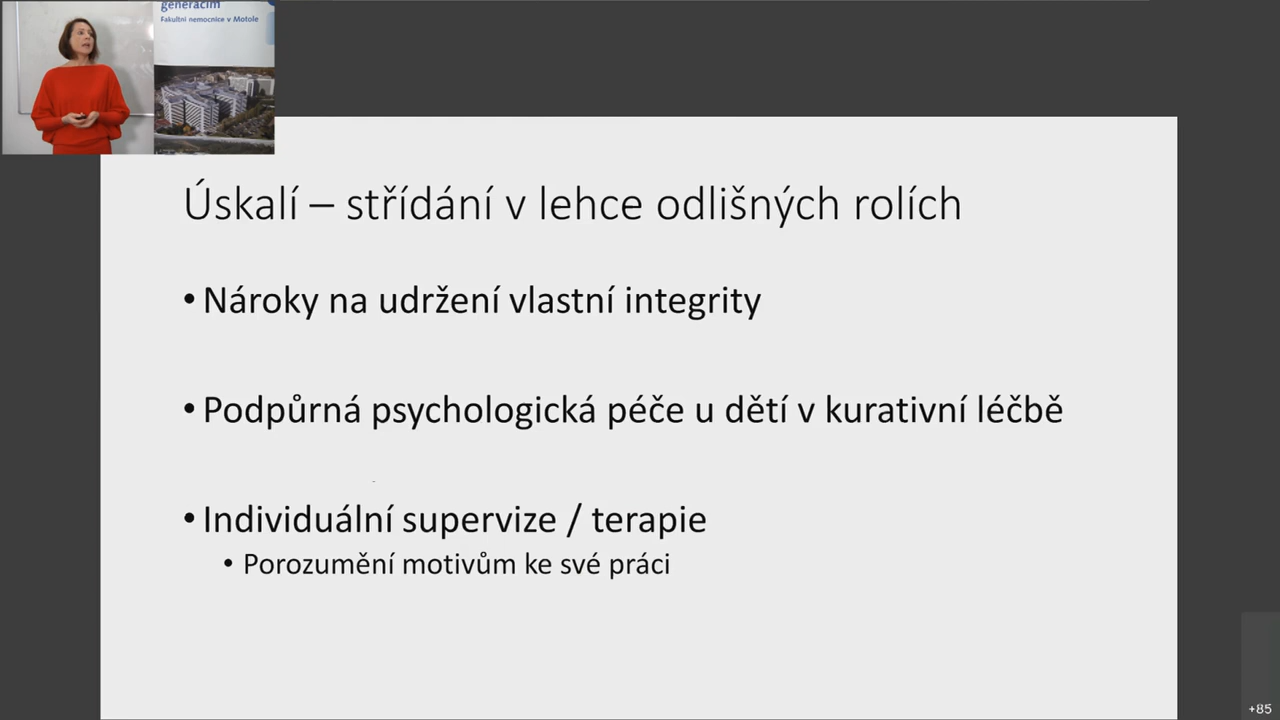 generacím
Fakultní nemocnice v Motole
Úskalí – střídání v lehce odlišných rolích
• Nároky na udržení vlastní integrity
• Podpůrná psychologická péče u dětí v kurativní léčbě
• Individuální supervize / terapie
• Porozumění motivům ke své práci
+85